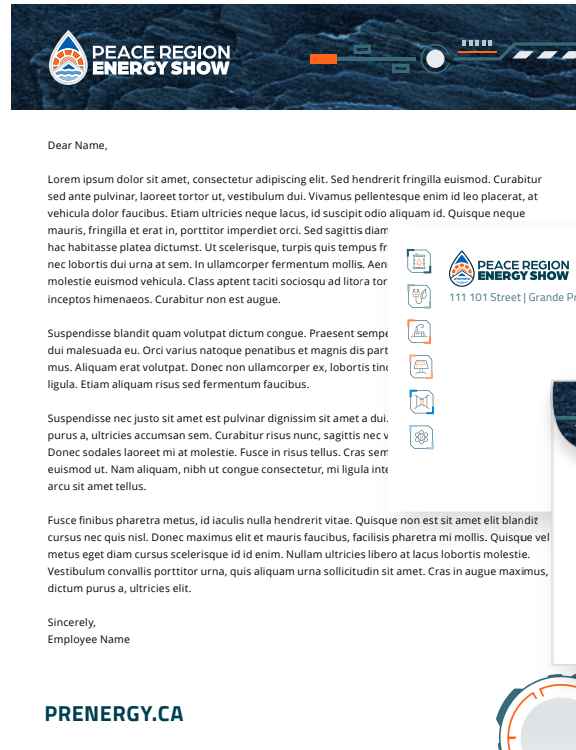 PEACE REGION
ENERGY SHOW
Dear Name,
Lorem ipsum dolor sit amet, consectetur adipiscing elit. Sed hendrerit fringilla euismod. Curabitur
sed ante pulvinar, laoreet tortor ut, vestibulum dui. Vivamus pellentesque enim id leo placerat, at
vehicula dolor faucibus. Etiam ultricies neque lacus, id suscipit odio aliquam id. Quisque neque
mauris, fringilla et erat in, porttitor imperdiet orci. Sed sagittis diam
hac habitasse platea dictumst. Ut scelerisque, turpis quis tempus fr
nec lobortis dui urna at sem. In ullamcorper fermentum mollis. Aen
molestie euismod vehicula. Class aptent taciti sociosqu ad litora tor
inceptos himenaeos. Curabitur non est augue.
Suspendisse blandit quam volutpat dictum congue. Praesent sempe
dui malesuada eu. Orci varius natoque penatibus et magnis dis part
mus. Aliquam erat volutpat. Donec non ullamcorper ex, lobortis tinc
ligula. Etiam aliquam risus sed fermentum faucibus.
Suspendisse nec justo sit amet est pulvinar dignissim sit amet a dui.
purus a, ultricies accumsan sem. Curabitur risus nunc, sagittis nec v
Donec sodales laoreet mi at molestie. Fusce in risus tellus. Cras sem
euismod ut. Nam aliquam, nibh ut congue consectetur, mi ligula inte
arcu sit amet tellus.
Fusce finibus pharetra metus, id iaculis nulla hendrerit vitae. Quisque non est sit amet elit blandit
cursus nec quis nisl. Donec maximus elit et mauris faucibus, facilisis pharetra mi mollis. Quisque vel
metus eget diam cursus scelerisque id id enim. Nullam ultricies libero at lacus lobortis molestie.
Vestibulum convallis porttitor urna, quis aliquam urna sollicitudin sit amet. Cras in augue maximus,
dictum purus a, ultricies elit.
Sincerely,
Employee Name
PRENERGY.CA
PEACE REGION
ENERGY SHOW
111 101 Street | Grande Pr